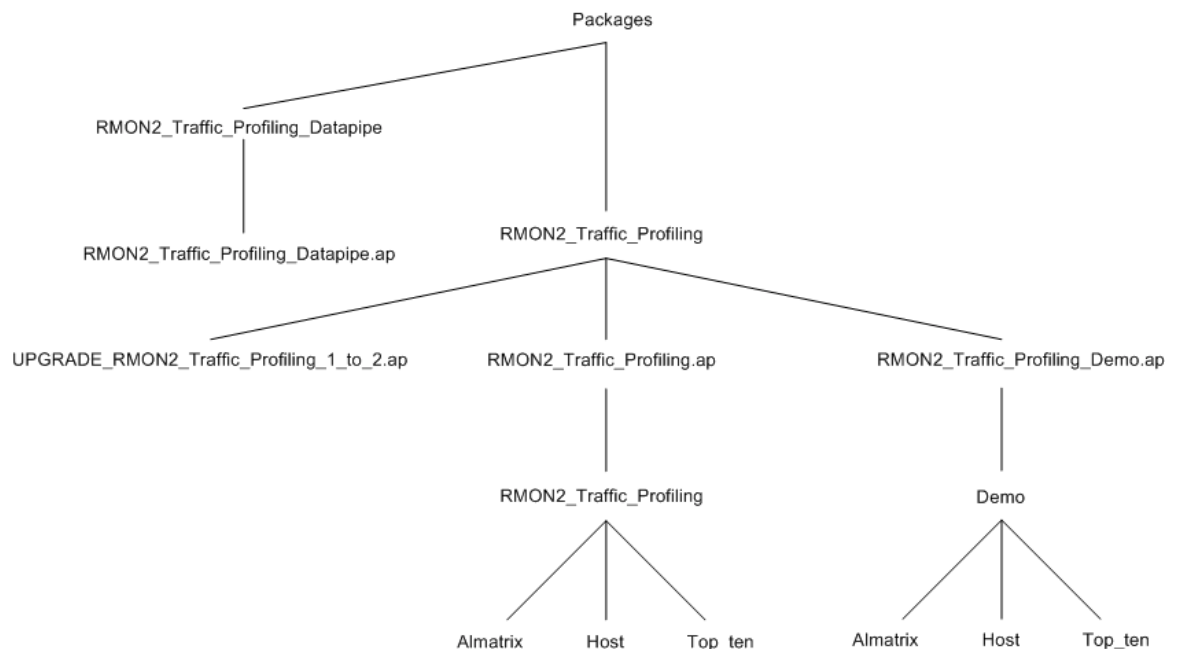 Packages
RMON2_Traffic_Profiling_Datapipe
RMON2_Traffic_Profiling_Datapipe.ap
RMON2_Traffic_Profiling
UPGRADE_RMON2_Traffic_Profiling_1_to_2.ap
RMON2_Traffic_Profiling.ap
RMON2_Traffic_Profiling_Demo.ap
RMON2_Traffic_Profiling
Demo
Almatrix
Host
Top_ten
Almatrix
Host
Top_ten